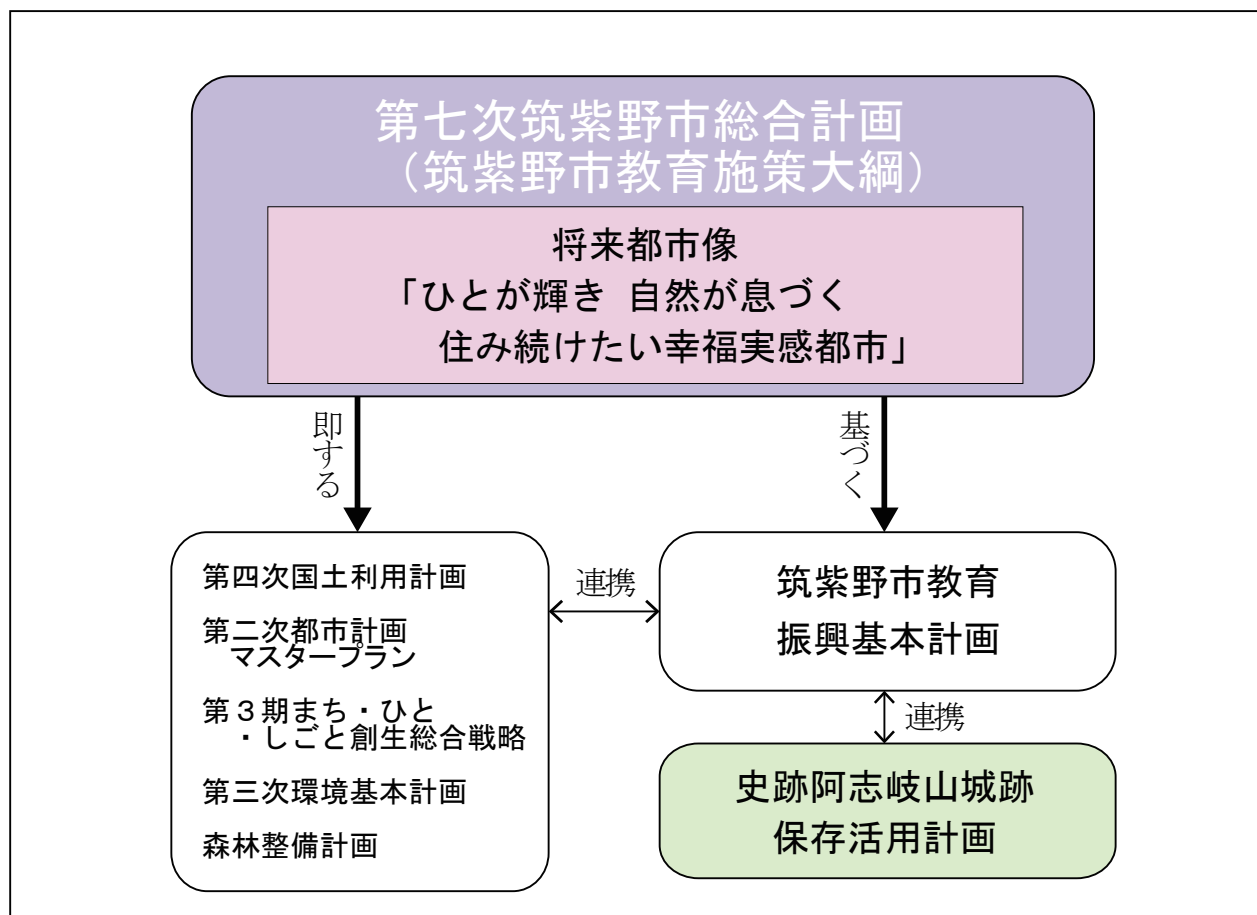 第七次筑紫野市総合計画
（筑紫野市教育施策大綱）
将来都市像
「ひとが輝き 自然が息づく
住み続けたい幸福実感都市」
即する
基づく
第四次国土利用計画
第二次都市計画
マスタープラン
第３期まち・ひと
・しごと創生総合戦略
第三次環境基本計画
森林整備計画
連携
筑紫野市教育
振興基本計画
連携
史跡阿志岐山城跡
保存活用計画